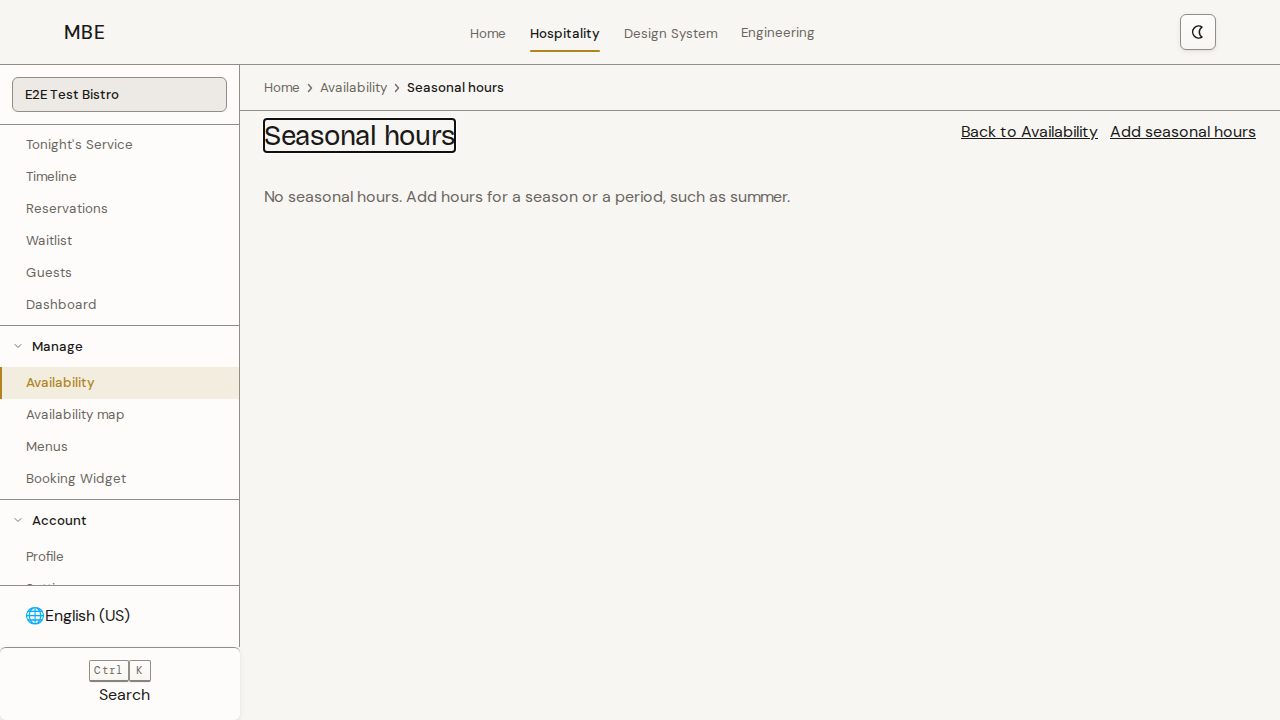 MBE
Home
Hospitality
Design System
Engineering
E2E Test Bistro
Tonight's Service
Timeline
Reservations
Waitlist
Guests
Dashboard
Manage
Availability
Availability map
Menus
Booking Widget
Account
Profile
English (US)
Ctrl K
Search
Home > Availability > Seasonal hours
Seasonal hours
Back to Availability
Add seasonal hours
No seasonal hours. Add hours for a season or a period, such as summer.